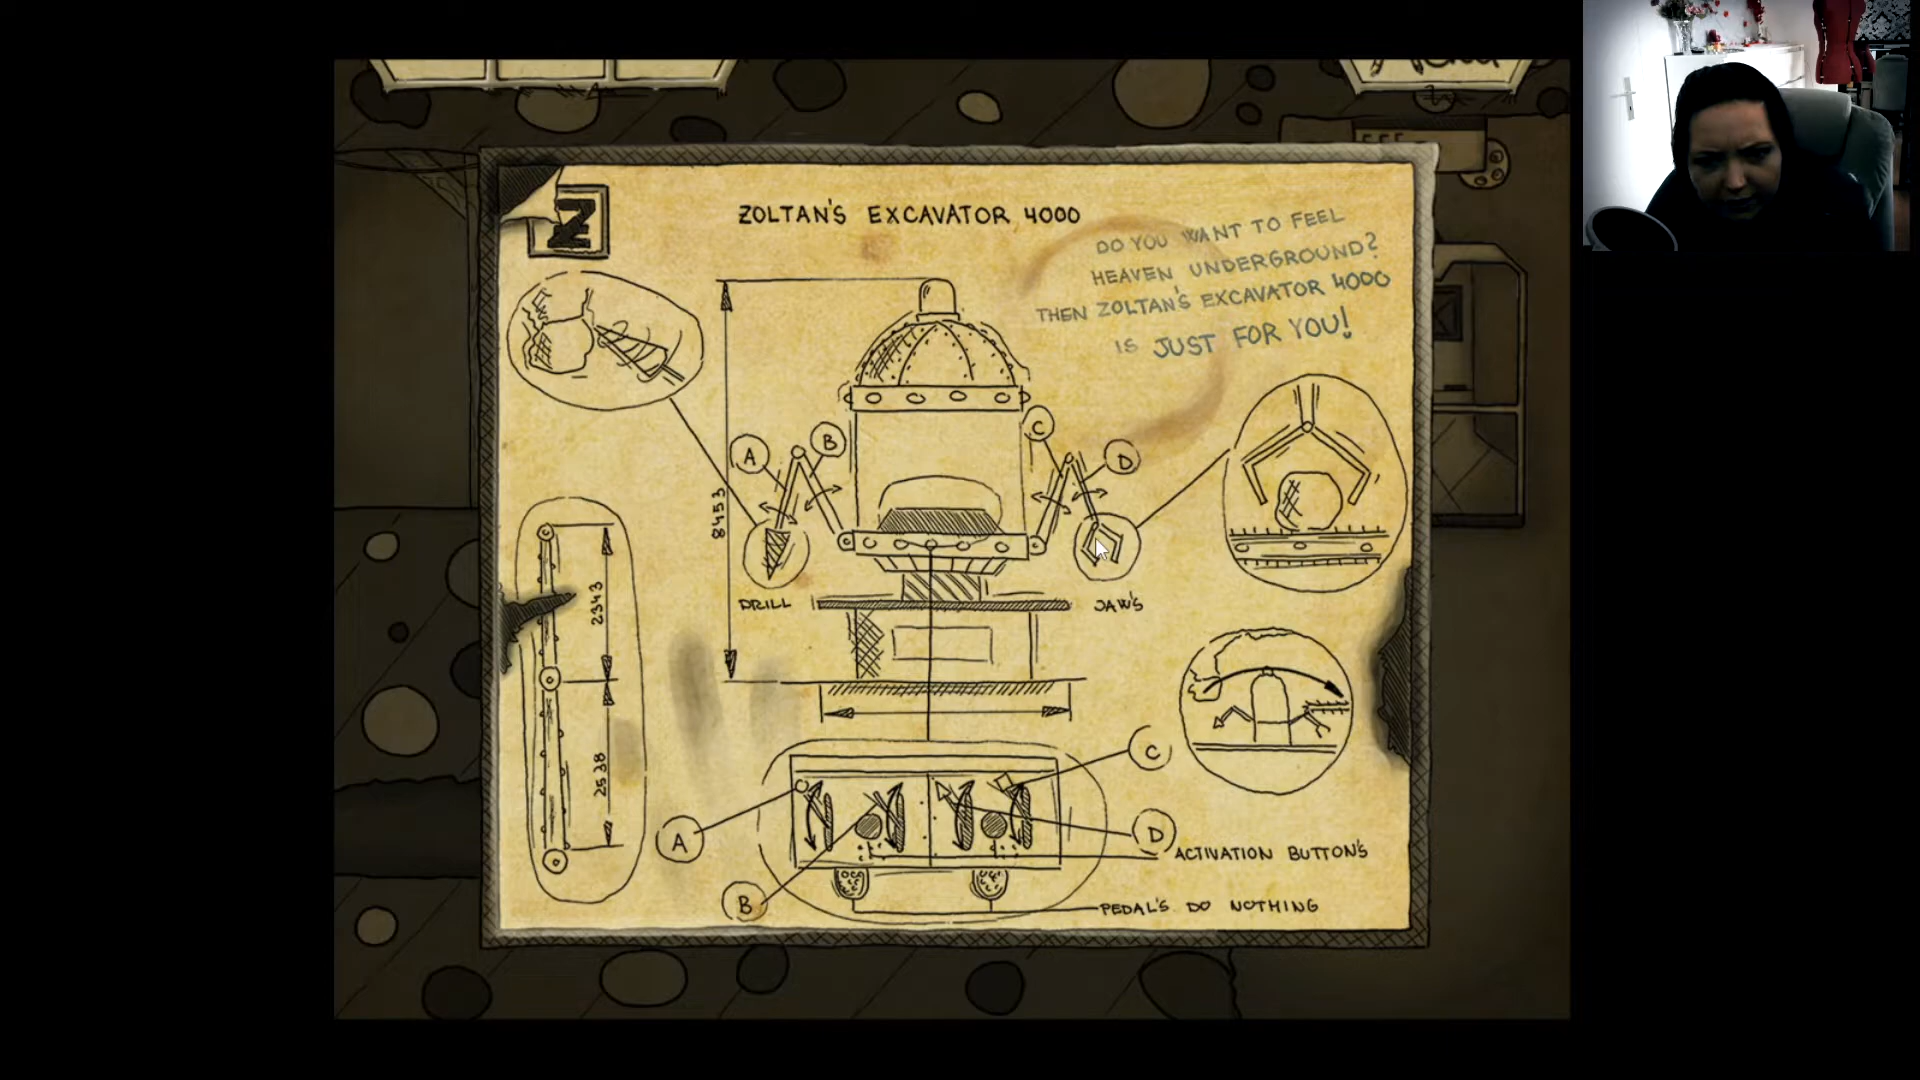 Z
ZOLTAN'S EXCAVATOR 4000
DO YOU WANT TO FEEL
HEAVEN UNDERGROUND?
THEN ZOLTAN'S EXCAVATOR 4000
IS JUST FOR YOU!
A
B
C
D
8453
DRILL
JAW'S
2343
2538
C
A
D
ACTIVATION BUTTON'S
B
PEDAL'S DO NOTHING